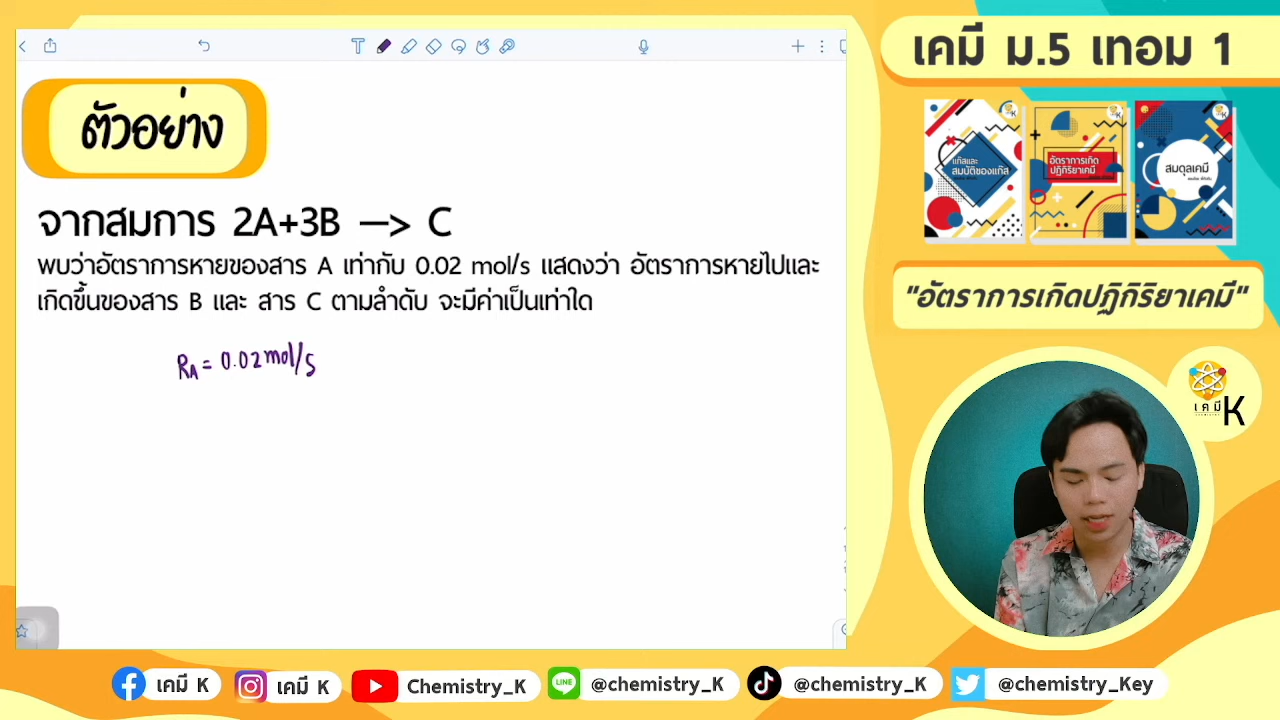 เคมี ม.5 เทอม 1
ตัวอย่าง
แก๊สและ
สมบัติของแก๊ส
อัตราการเกิด
ปฏิกิริยาเคมี
สมดุลเคมี
จากสมการ 2A+3B —> C
พบว่าอัตราการหายของสาร A เท่ากับ 0.02 mol/s แสดงว่า อัตราการหายไปและ
เกิดขึ้นของสาร B และ สาร C ตามลำดับ จะมีค่าเป็นเท่าใด
"อัตราการเกิดปฏิกิริยาเคมี"
RA = 0.02 mol/s
เคมี K
เคมี K
เคมี K
Chemistry_K
@chemistry_K
@chemistry_K
@chemistry_Key